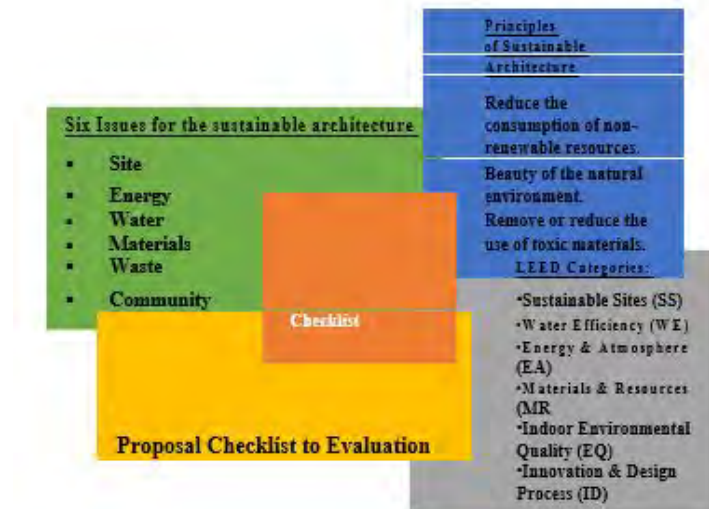 Principles
of Sustainable
Architecture
Reduce the
consumption of non-
renewable resources.
Beauty of the natural
environment.
Remove or reduce the
use of toxic materials.
Six Issues for the sustainable architecture
▪ Site
▪ Energy
▪ Water
▪ Materials
▪ Waste
▪ Community
Checklist
Proposal Checklist to Evaluation
LEED Categories:
•Sustainable Sites (SS)
•Water Efficiency (WE)
•Energy & Atmosphere
(EA)
•Materials & Resources
(MR
•Indoor Environmental
Quality (EQ)
•Innovation & Design
Process (ID)